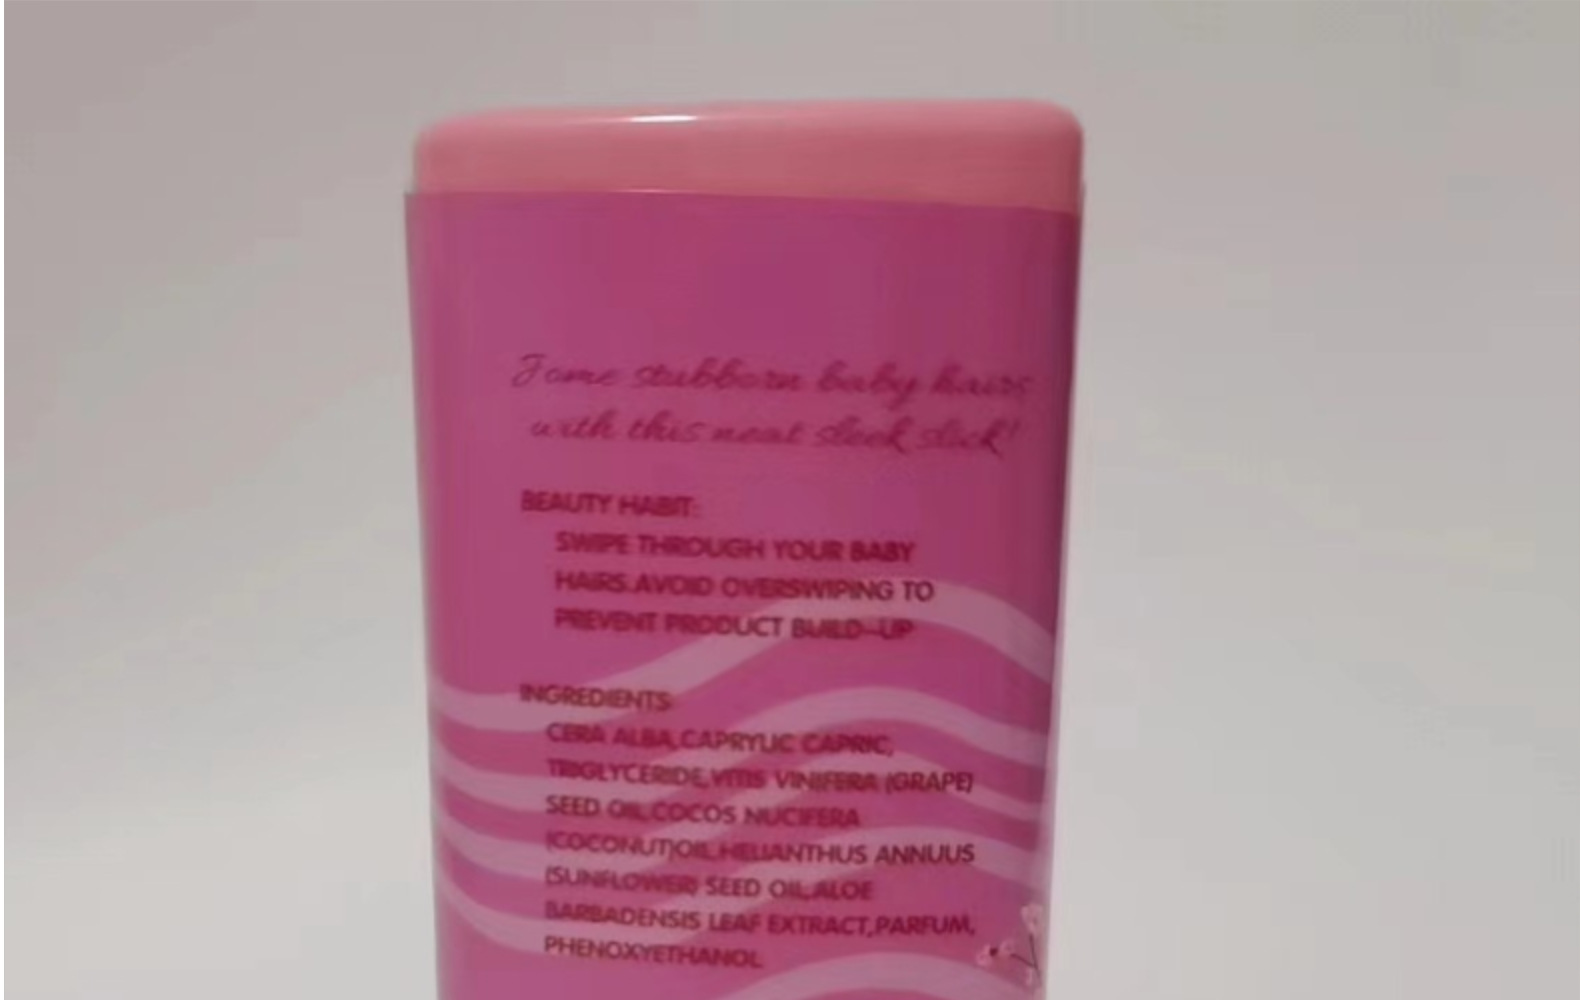 Tame stubborn baby hairs
with this neat sleek stick!
BEAUTY HABIT:
SWIPE THROUGH YOUR BABY
HAIRS.AVOID OVERSWIPING TO
PREVENT PRODUCT BUILD-UP
INGREDIENTS:
CERA ALBA,CAPRYLIC CAPRIC,
TRIGLYCERIDE,VITIS VINIFERA (GRAPE)
SEED OIL,COCOS NUCIFERA
(COCONUT)OIL,HELIANTHUS ANNUUS
(SUNFLOWER) SEED OIL,ALOE
BARBADENSIS LEAF EXTRACT,PARFUM,
PHENOXYETHANOL